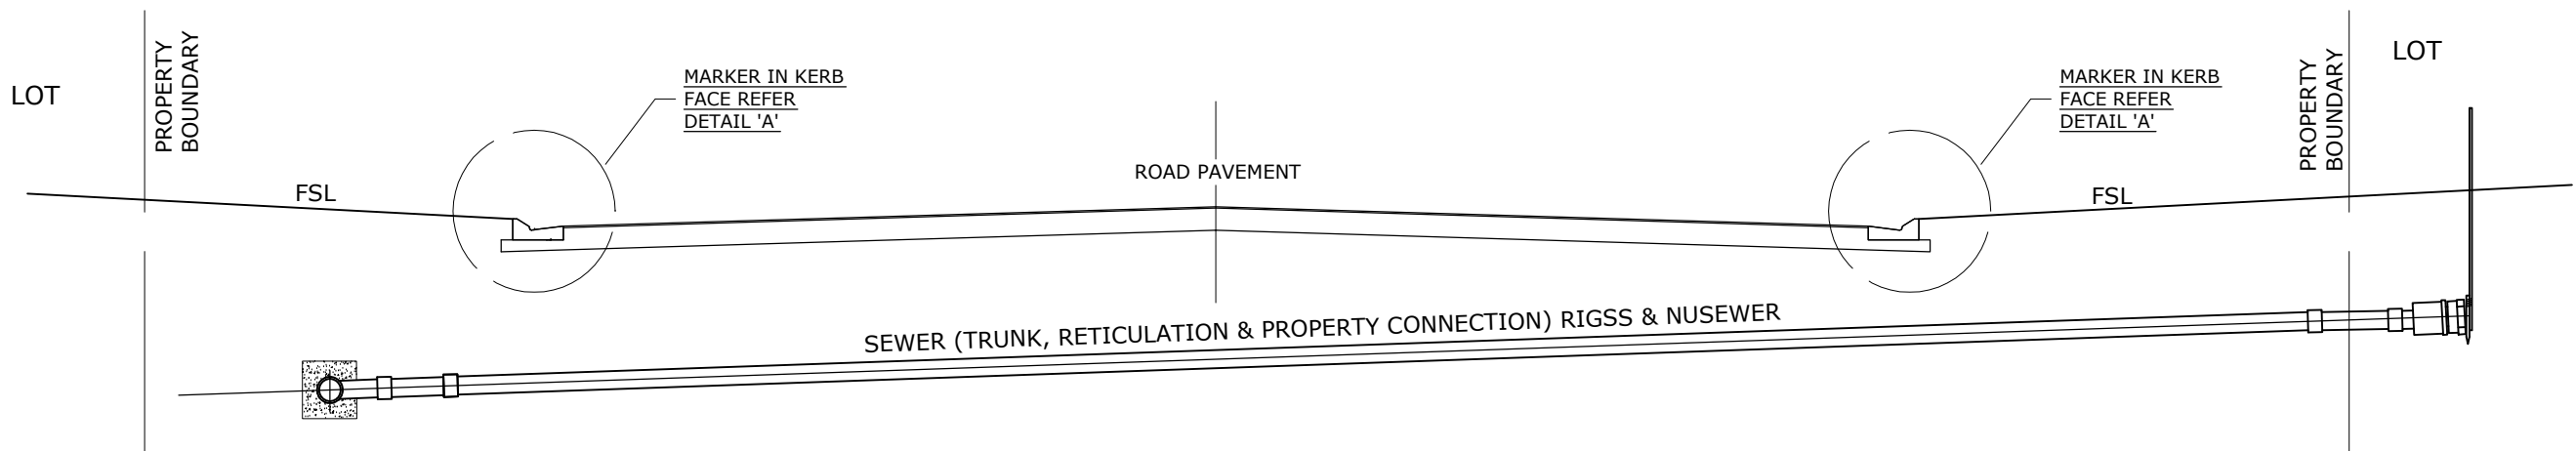 LOT
PROPERTY
BOUNDARY
FSL
MARKER IN KERB
FACE REFER
DETAIL 'A'
ROAD PAVEMENT
MARKER IN KERB
FACE REFER
DETAIL 'A'
FSL
PROPERTY
BOUNDARY
LOT
SEWER (TRUNK, RETICULATION & PROPERTY CONNECTION) RIGSS & NUSEWER